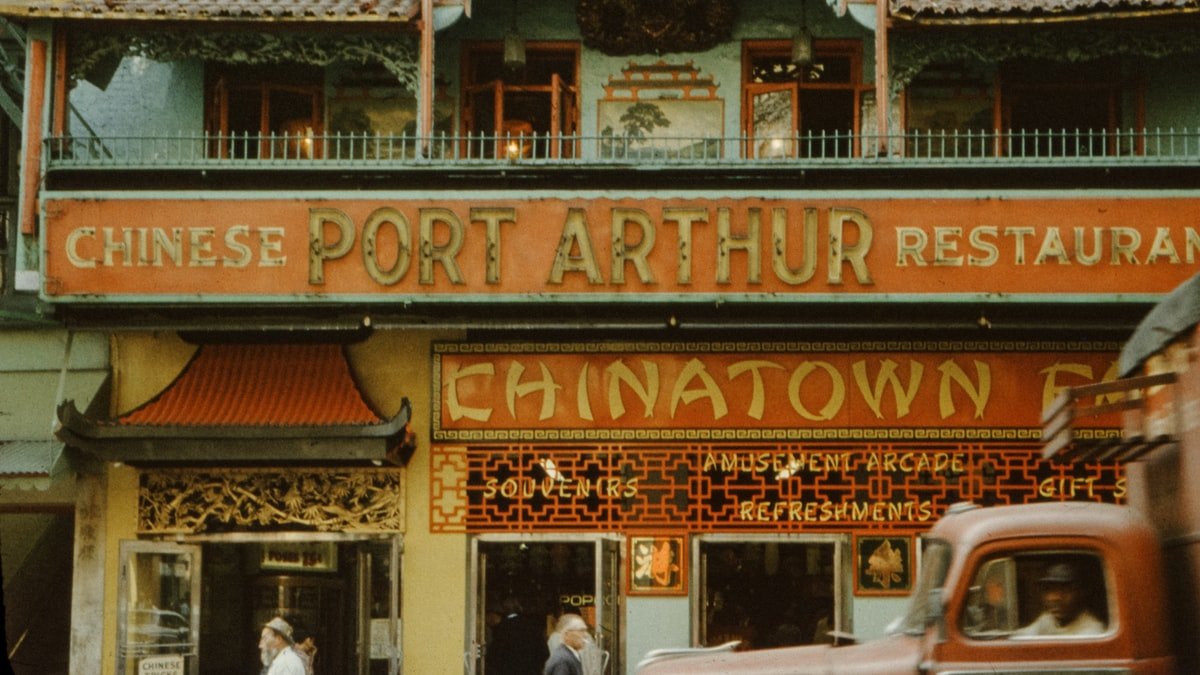 CHINESE PORT ARTHUR RESTAURAN
CHINATOWN
AMUSEMENT ARCADE
SOUVENIRS
GIFT S
REFRESHMENTS
CHINESE